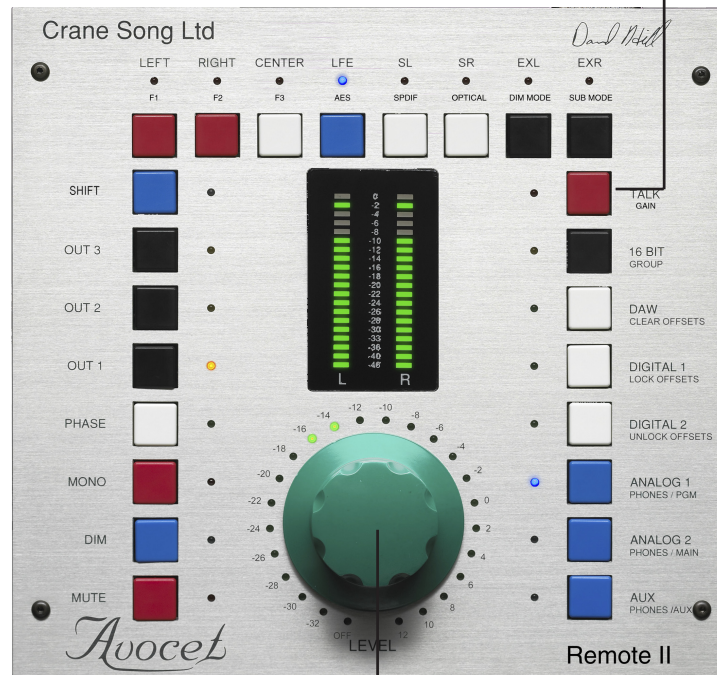 Crane Song Ltd
David Hill
LEFT RIGHT CENTER LFE SL SR EXL EXR
F1 F2 F3 AES SPDIF OPTICAL DIM MODE SUB MODE
SHIFT
OUT 3
OUT 2
OUT 1
PHASE
MONO
DIM
MUTE
0
-2
-4
-6
-8
-10
-12
-14
-16
-18
-20
-22
-24
-26
-28
-30
-33
-36
-40
-45
L R
TALK
GAIN
16 BIT
GROUP
DAW
CLEAR OFFSETS
DIGITAL 1
LOCK OFFSETS
DIGITAL 2
UNLOCK OFFSETS
ANALOG 1
PHONES / PGM
ANALOG 2
PHONES / MAIN
AUX
PHONES /AUX
OFF
-32
-30
-28
-26
-24
-22
-20
-18
-16
-14
-12
-10
-8
-6
-4
-2
0
2
4
6
8
10
12
LEVEL
Avocet
Remote II